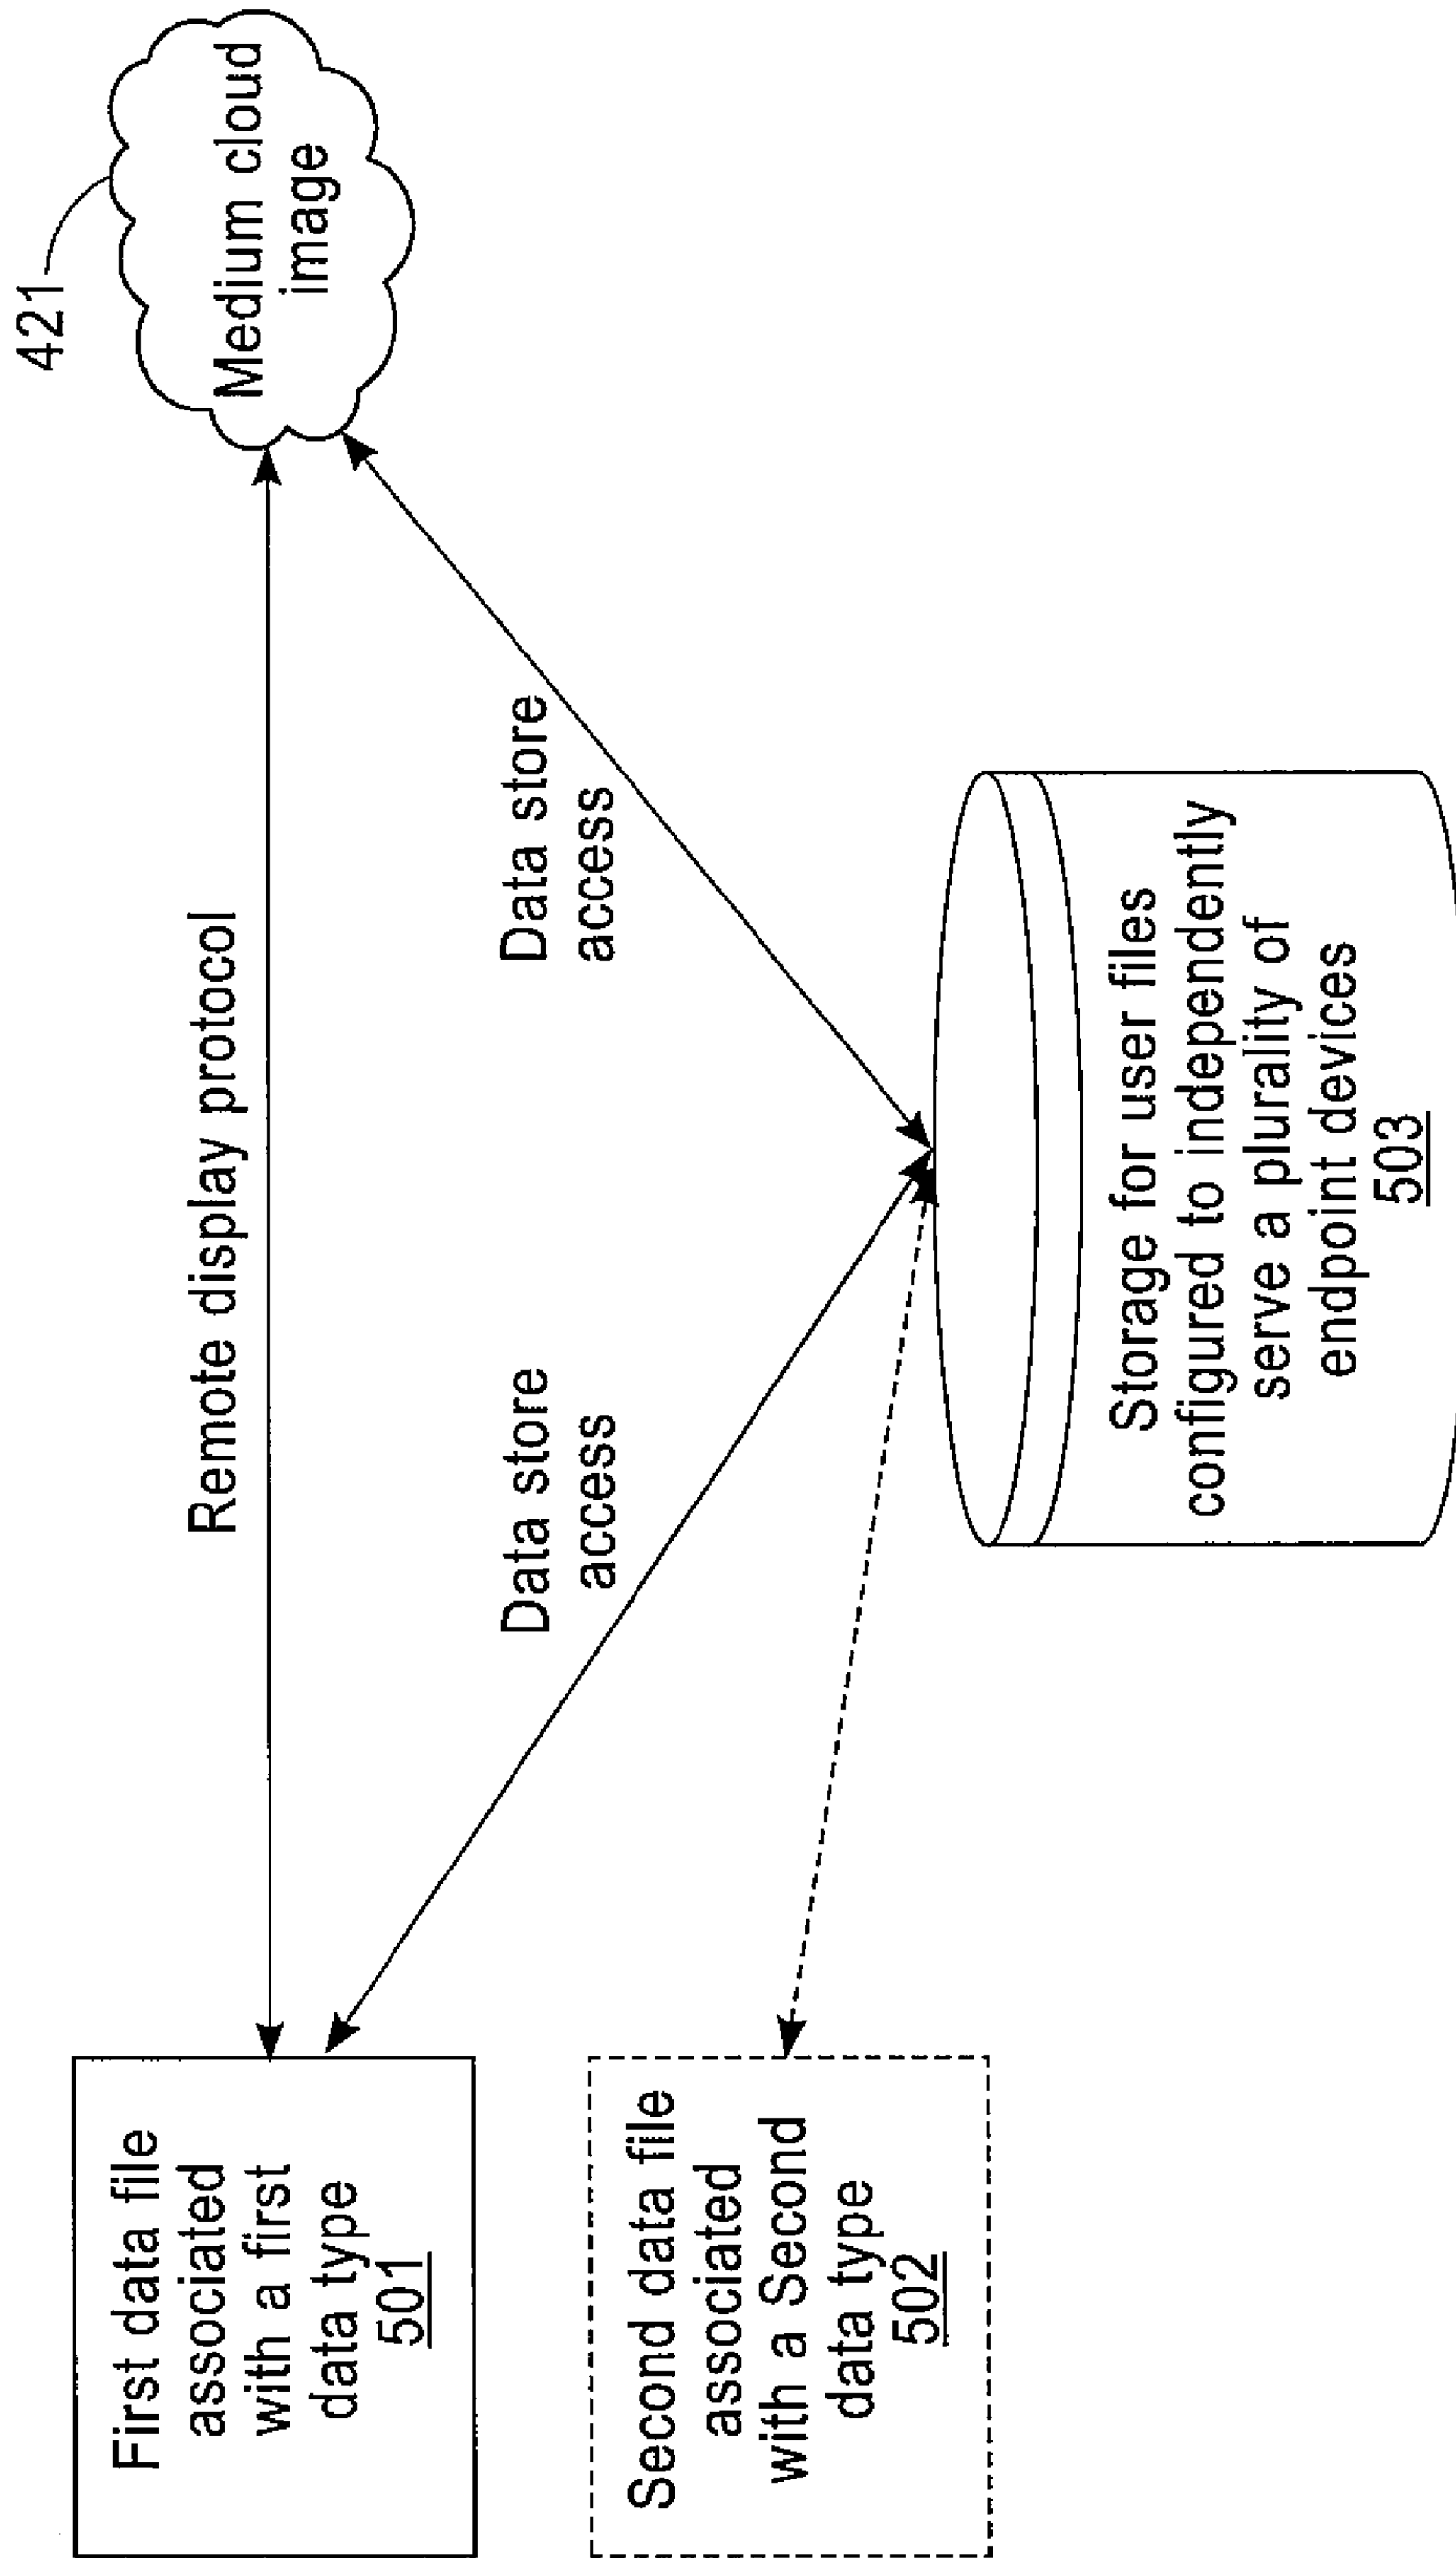 First data file
associated
with a first
data type
501
Remote display protocol
421
Medium cloud
image
Data store
access
Data store
access
Second data file
associated
with a Second
data type
502
Storage for user files
configured to independently
serve a plurality of
endpoint devices
503